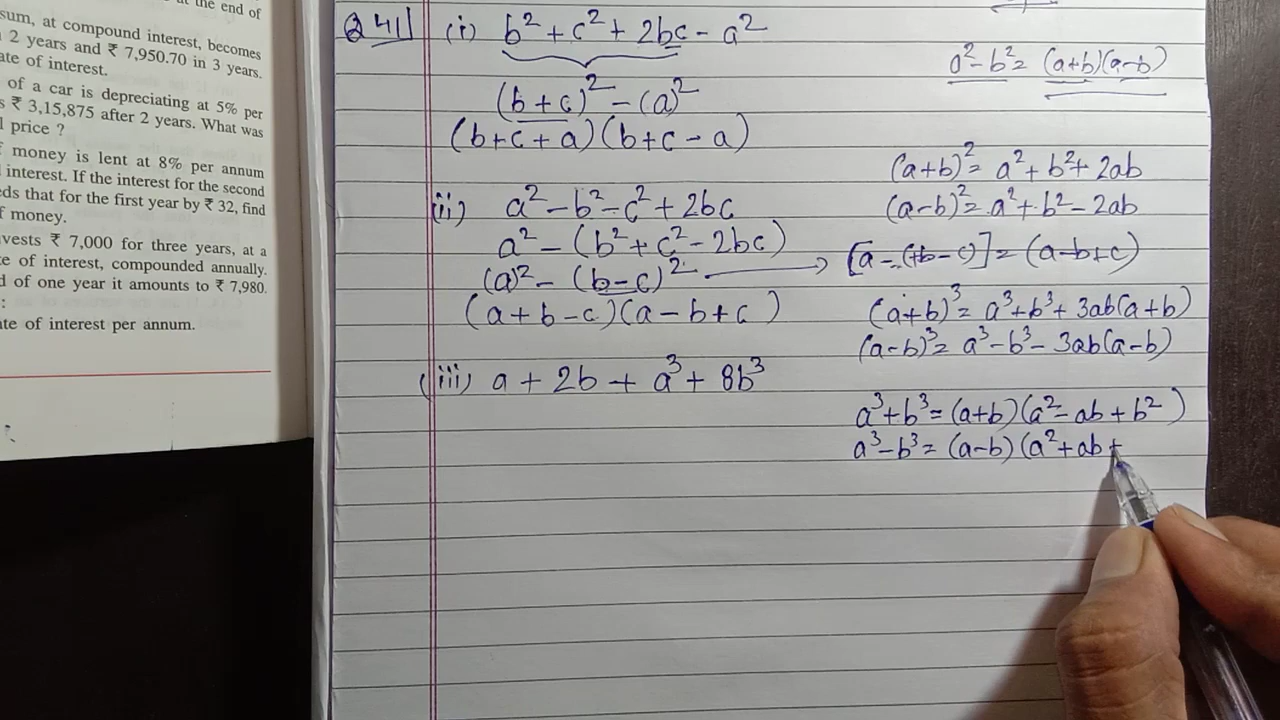 at the end of
sum, at compound interest, becomes
2 years and ₹ 7,950.70 in 3 years.
ate of interest.
of a car is depreciating at 5% per
s ₹ 3,15,875 after 2 years. What was
l price ?
f money is lent at 8% per annum
interest. If the interest for the second
eds that for the first year by ₹ 32, find
f money.
vests ₹ 7,000 for three years, at a
te of interest, compounded annually.
d of one year it amounts to ₹ 7,980.
:
ate of interest per annum.
Q41 (i) b² + c² + 2bc - a²
(b+c)² - (a)²
(b+c+a)(b+c-a)
(ii) a² - b² - c² + 2bc
a² - (b² + c² - 2bc)
(a)² - (b-c)²
(a+b-c)(a-b+c)
(iii) a + 2b + a³ + 8b³
a² - b² = (a+b)(a-b)
(a+b)² = a² + b² + 2ab
(a-b)² = a² + b² - 2ab
[a - (+b - c)] = (a-b+c)
(a+b)³ = a³ + b³ + 3ab(a+b)
(a-b)³ = a³ - b³ - 3ab(a-b)
a³ + b³ = (a+b)(a² - ab + b²)
a³ - b³ = (a-b)(a² + ab +